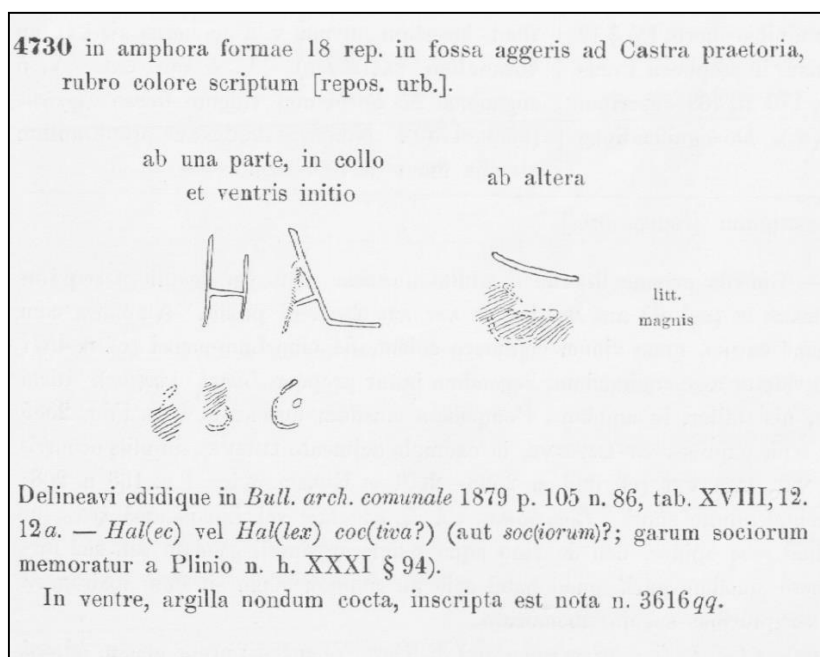 4730 in amphora formae 18 rep. in fossa aggeris ad Castra praetoria,
rubro colore scriptum [repos. urb.].
ab una parte, in collo
et ventris initio
ab altera
HAL
litt.
magnis
Delineavi edidique in Bull. arch. comunale 1879 p. 105 n. 86, tab. XVIII, 12.
12a. — Hal(ec) vel Hal(lex) coc(tiva?) (aut soc(iorum)?; garum sociorum
memoratur a Plinio n. h. XXXI § 94).
In ventre, argilla nondum cocta, inscripta est nota n. 3616qq.